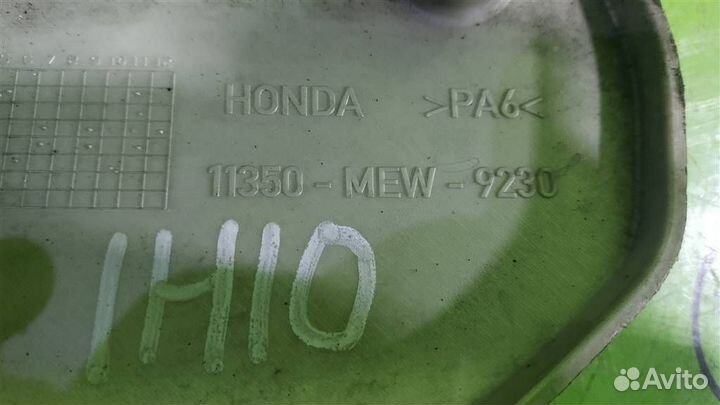 HONDA >PA6<
11350 - MEW - 9230
1H10
Avito